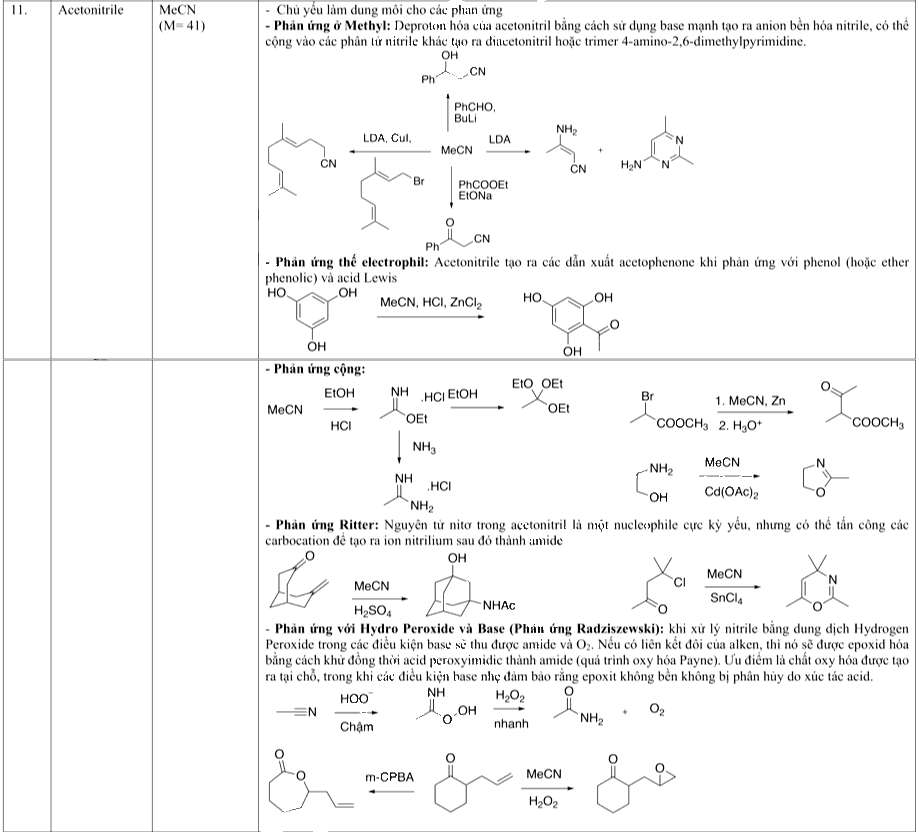 11. Acetonitrile MeCN
(M= 41)
- Chủ yếu làm dung môi cho các phản ứng
- Phản ứng ở Methyl: Deproton hóa của acetonitril bằng cách sử dụng base mạnh tạo ra anion bền hóa nitrile, có thể
cộng vào các phân tử nitrile khác tạo ra diacetonitril hoặc trimer 4-amino-2,6-dimethylpyrimidine.
OH
Ph CN
PhCHO,
BuLi
LDA, CuI, MeCN LDA
CN
Br
NH2
CN
+
H2N N N
PhCOOEt
EtONa
O
Ph CN
- Phản ứng thế electrophil: Acetonitrile tạo ra các dẫn xuất acetophenone khi phản ứng với phenol (hoặc ether
phenolic) và acid Lewis
HO OH
OH
MeCN, HCl, ZnCl2
HO OH
O
OH
- Phản ứng cộng:
MeCN EtOH
HCl
NH .HCl
OEt
EtOH
EtO OEt
OEt
NH3
NH .HCl
NH2
Br
COOCH3
1. MeCN, Zn
2. H3O+
O
COOCH3
NH2
OH
MeCN
Cd(OAc)2
N
O
- Phản ứng Ritter: Nguyên tử nitơ trong acetonitril là một nucleophile cực kỳ yếu, nhưng có thể tấn công các
carbocation để tạo ra ion nitrilium sau đó thành amide
O
MeCN
H2SO4
OH
NHAc
Cl
O
MeCN
SnCl4
N
O
- Phản ứng với Hydro Peroxide và Base (Phản ứng Radziszewski): khi xử lý nitrile bằng dung dịch Hydrogen
Peroxide trong các điều kiện base sẽ thu được amide và O2. Nếu có liên kết đôi của alken, thì nó sẽ được epoxid hóa
bằng cách khử đồng thời acid peroxyimidic thành amide (quá trình oxy hóa Payne). Ưu điểm là chất oxy hóa được tạo
ra tại chỗ, trong khi các điều kiện base nhẹ đảm bảo rằng epoxit không bền không bị phân hủy do xúc tác acid.
N
HOO-
Chậm
NH
O OH
H2O2
nhanh
O
NH2
+ O2
O
O
m-CPBA
O
MeCN
H2O2
O
O